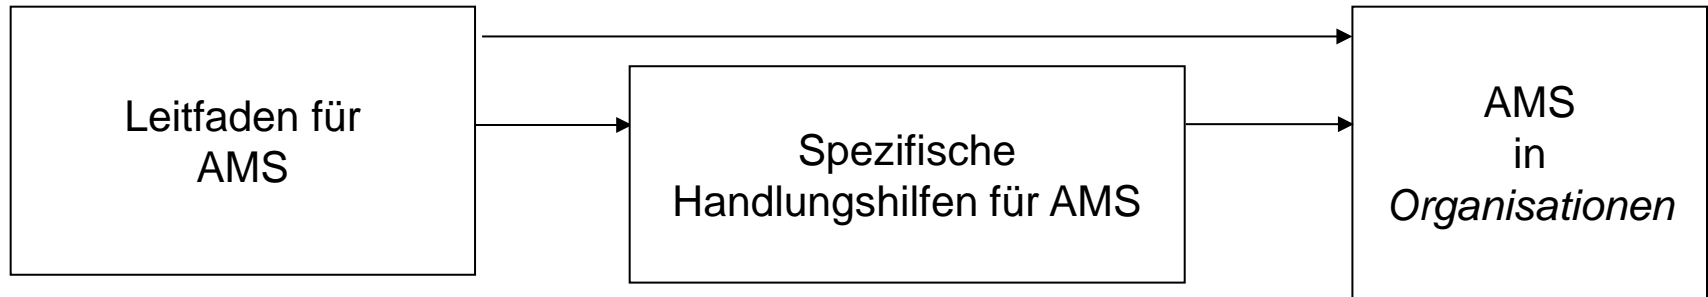 Leitfaden für
AMS
Spezifische
Handlungshilfen für AMS
AMS
in
Organisationen